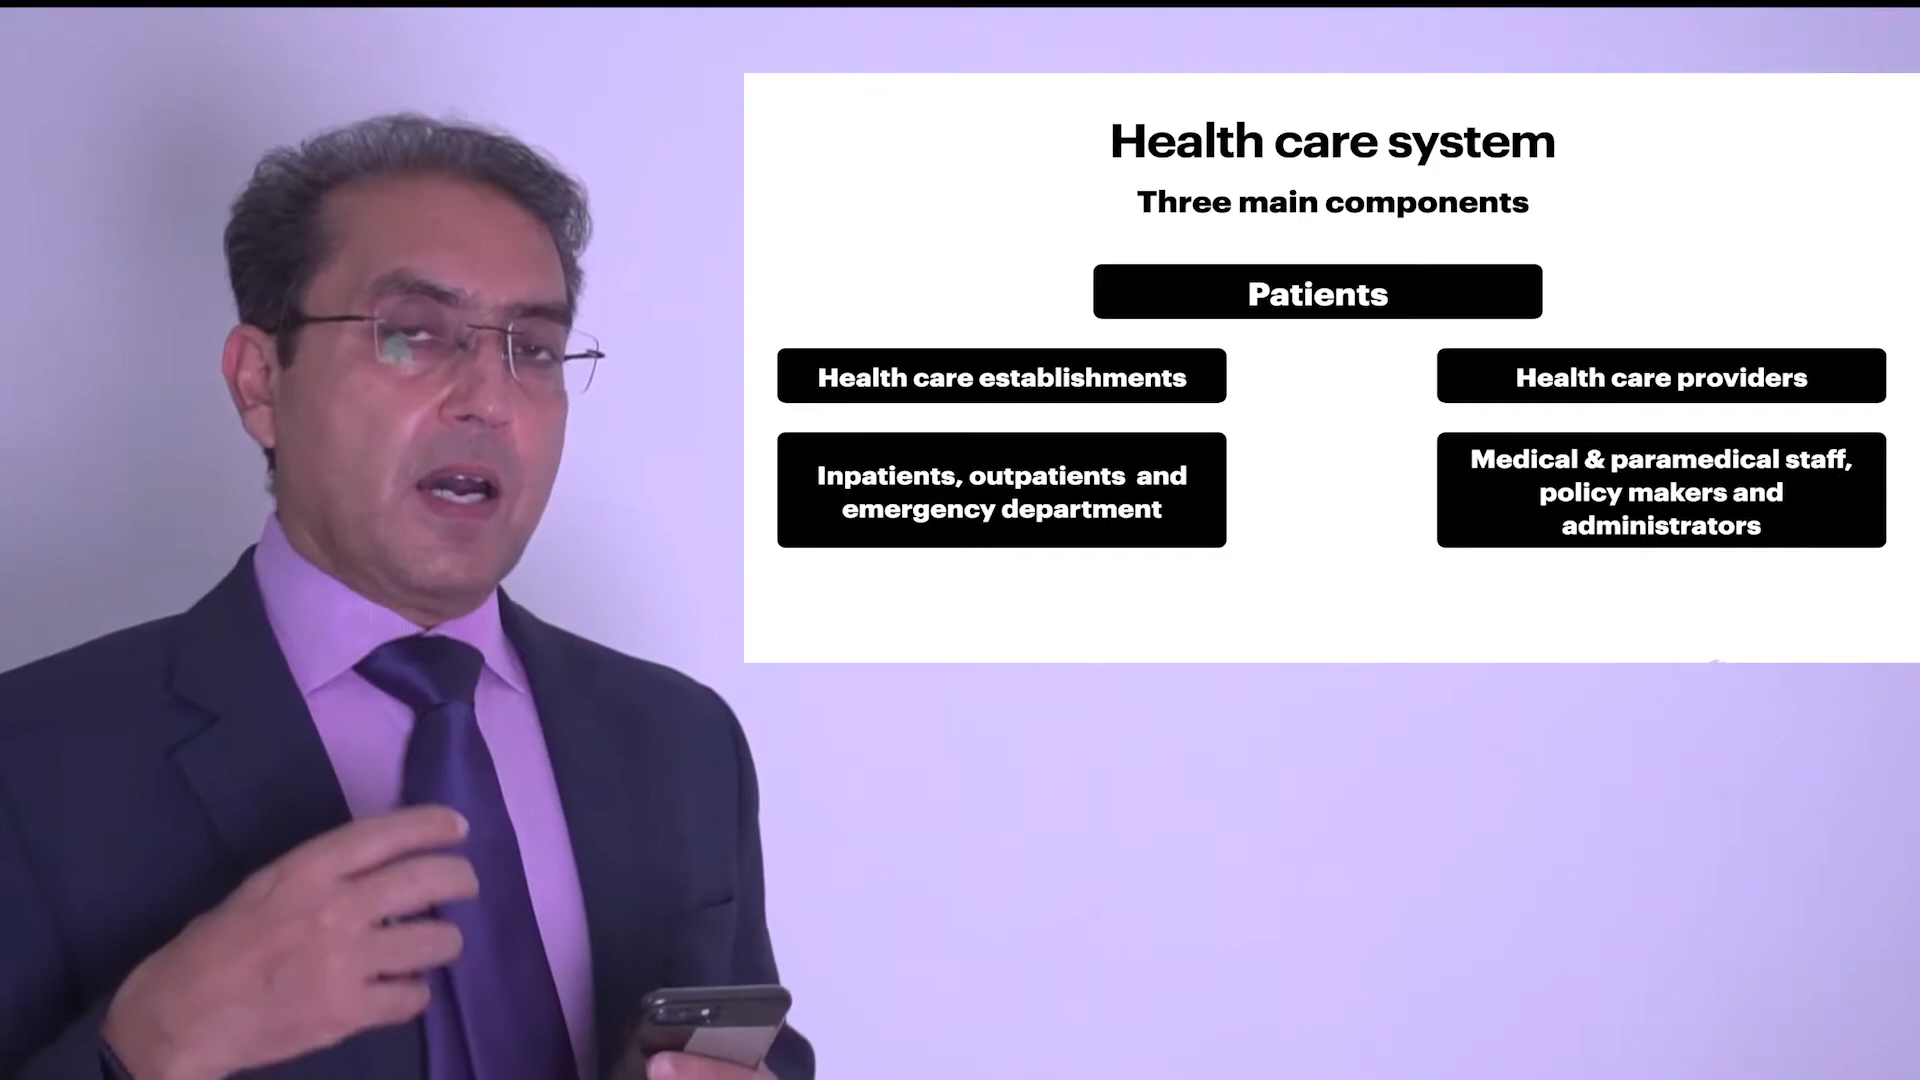 Health care system
Three main components
Patients
Health care establishments
Health care providers
Inpatients, outpatients and
emergency department
Medical & paramedical staff,
policy makers and
administrators